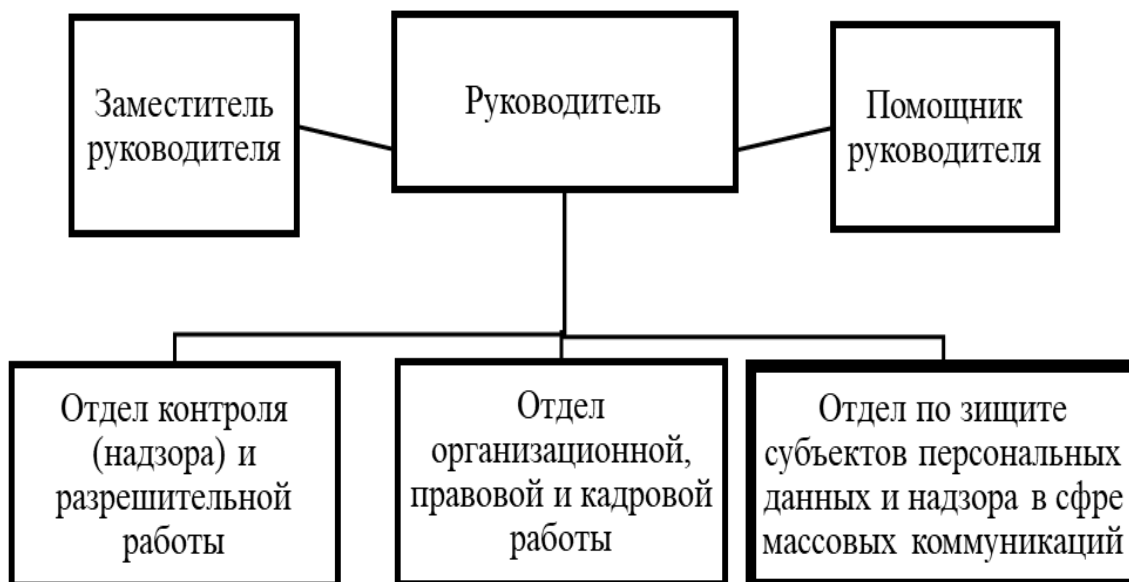 Заместитель
руководителя
Руководитель
Помощник
руководителя
Отдел контроля
(надзора) и
разрешительной
работы
Отдел
организационной,
правовой и кадровой
работы
Отдел по зищите
субъектов персональных
данных и надзора в сфре
массовых коммуникаций